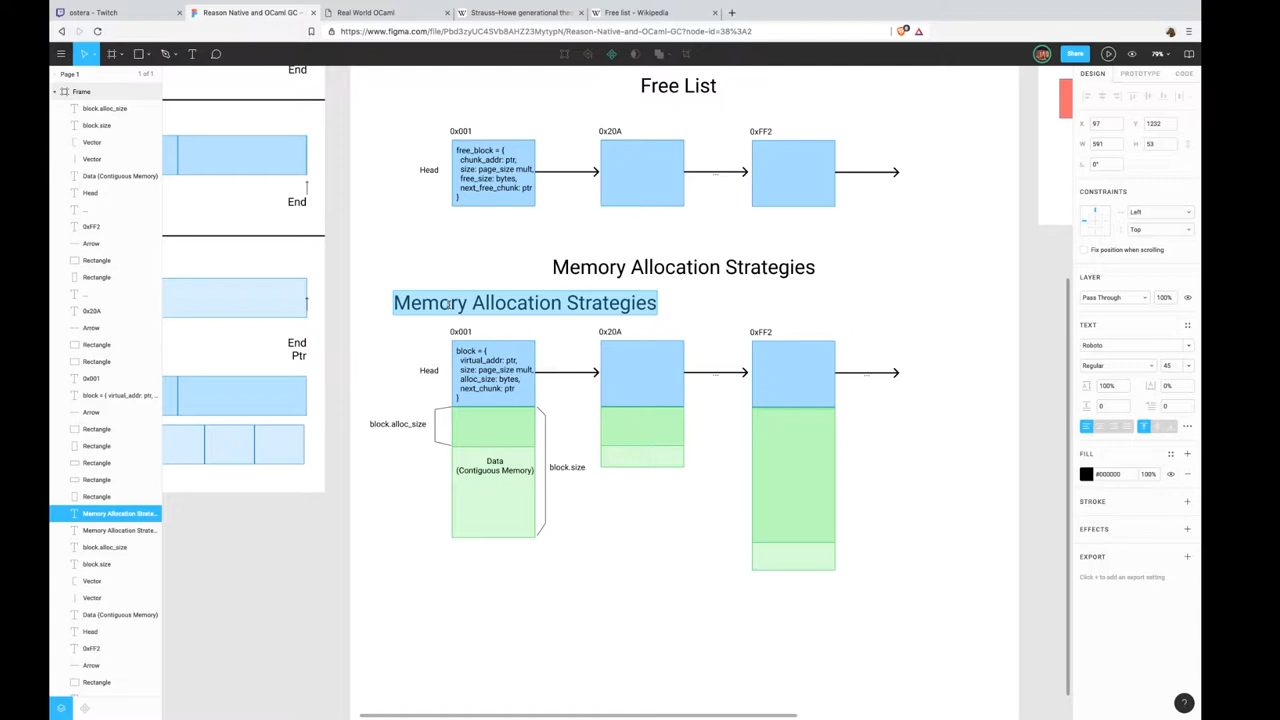 ostera - Twitch
Reason Native and OCaml GC -
Real World OCaml
Strauss–Howe generational the
Free list - Wikipedia
https://www.figma.com/file/Pbd3zyUC4SVb8AHZ23MytypN/Reason-Native-and-OCaml-GC?node-id=38%3A2
Share
79%
Page 1
1 of 1
Frame
block.alloc_size
block.size
Vector
Vector
Data (Contiguous Memory)
Head
...
0xFF2
Arrow
Rectangle
Rectangle
...
0x20A
Arrow
Rectangle
Rectangle
0x001
block = { virtual_addr: ptr, ...
Arrow
Rectangle
Rectangle
Rectangle
Rectangle
Rectangle
Memory Allocation Strate...
Memory Allocation Strate...
block.alloc_size
block.size
Vector
Vector
Data (Contiguous Memory)
Head
0xFF2
Arrow
Rectangle
End
End
End
Ptr
Free List
0x001
0x20A
0xFF2
Head
free_block = {
chunk_addr: ptr,
size: page_size mult,
free_size: bytes,
next_free_chunk: ptr
}
...
Memory Allocation Strategies
Memory Allocation Strategies
0x001
0x20A
0xFF2
Head
block = {
virtual_addr: ptr,
size: page_size mult,
alloc_size: bytes,
next_chunk: ptr
}
...
...
block.alloc_size
Data
(Contiguous Memory)
block.size
DESIGN
PROTOTYPE
CODE
X 97
Y 1232
W 591
H 53
0°
CONSTRAINTS
Left
Top
Fix position when scrolling
LAYER
Pass Through
100%
TEXT
Roboto
Regular
45
100%
0%
0
0
FILL
#000000
100%
STROKE
EFFECTS
EXPORT
Click + to add an export setting
?